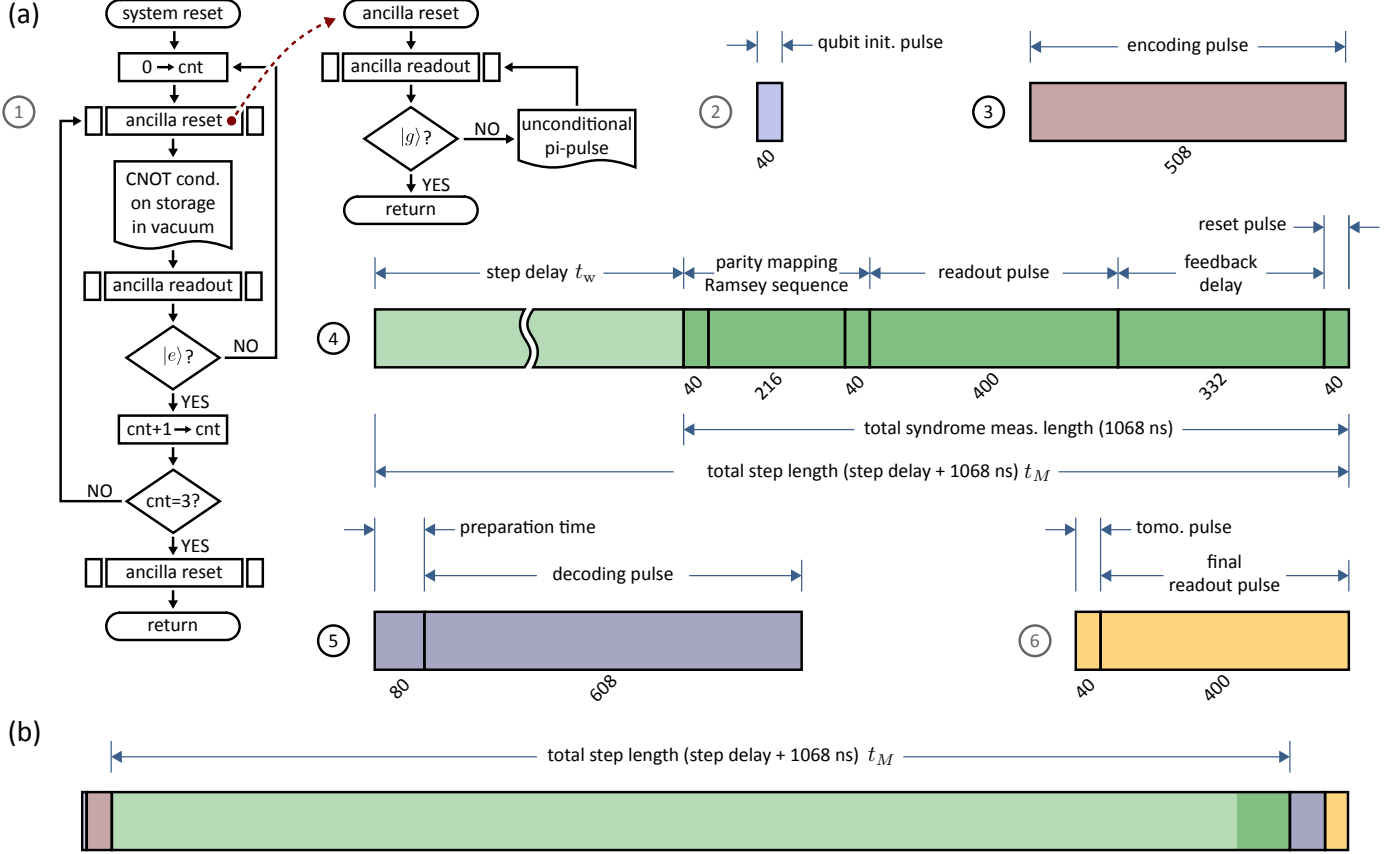 (a)
system reset
0 → cnt
1
ancilla reset
CNOT cond.
on storage
in vacuum
ancilla readout
|e⟩?
NO
YES
cnt+1 → cnt
cnt=3?
NO
YES
ancilla reset
return
ancilla reset
ancilla readout
|g⟩?
NO
unconditional
pi-pulse
YES
return
qubit init. pulse
2
40
encoding pulse
3
508
reset pulse
step delay t_w
parity mapping
Ramsey sequence
readout pulse
feedback
delay
4
40
216
40
400
332
40
total syndrome meas. length (1068 ns)
total step length (step delay + 1068 ns) t_M
preparation time
decoding pulse
5
80
608
tomo. pulse
final
readout pulse
6
40
400
(b)
total step length (step delay + 1068 ns) t_M